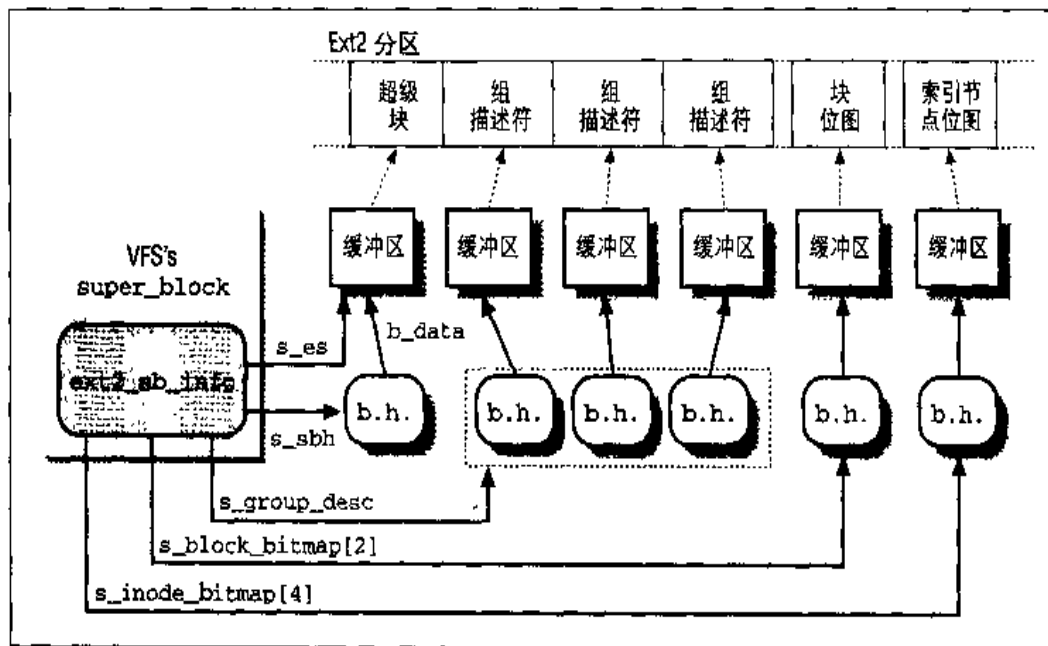 Ext2 分区
超级
块
组
描述符
组
描述符
组
描述符
块
位图
索引节
点位图
缓冲区
缓冲区
缓冲区
缓冲区
缓冲区
缓冲区
VFS's
super_block
b_data
s_es
ext2_sb_info
b.h.
b.h.
b.h.
b.h.
b.h.
b.h.
s_sbh
s_group_desc
s_block_bitmap[2]
s_inode_bitmap[4]